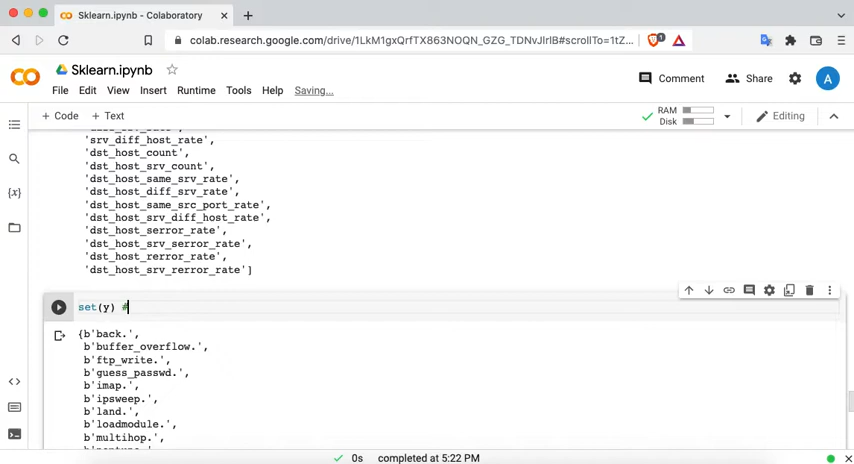 Sklearn.ipynb - Colaboratory
colab.research.google.com/drive/1LkM1gxQrfTX863NOQN_GZG_TDNvJIrIB#scrollTo=1tZ...
1
Sklearn.ipynb
File Edit View Insert Runtime Tools Help Saving...
Comment Share A
+ Code + Text
RAM
Disk
Editing
'srv_diff_host_rate',
'dst_host_count',
'dst_host_srv_count',
'dst_host_same_srv_rate',
'dst_host_diff_srv_rate',
'dst_host_same_src_port_rate',
'dst_host_srv_diff_host_rate',
'dst_host_serror_rate',
'dst_host_srv_serror_rate',
'dst_host_rerror_rate',
'dst_host_srv_rerror_rate']
set(y) #
{b'back.',
b'buffer_overflow.',
b'ftp_write.',
b'guess_passwd.',
b'imap.',
b'ipsweep.',
b'land.',
b'loadmodule.',
b'multihop.',
0s completed at 5:22 PM